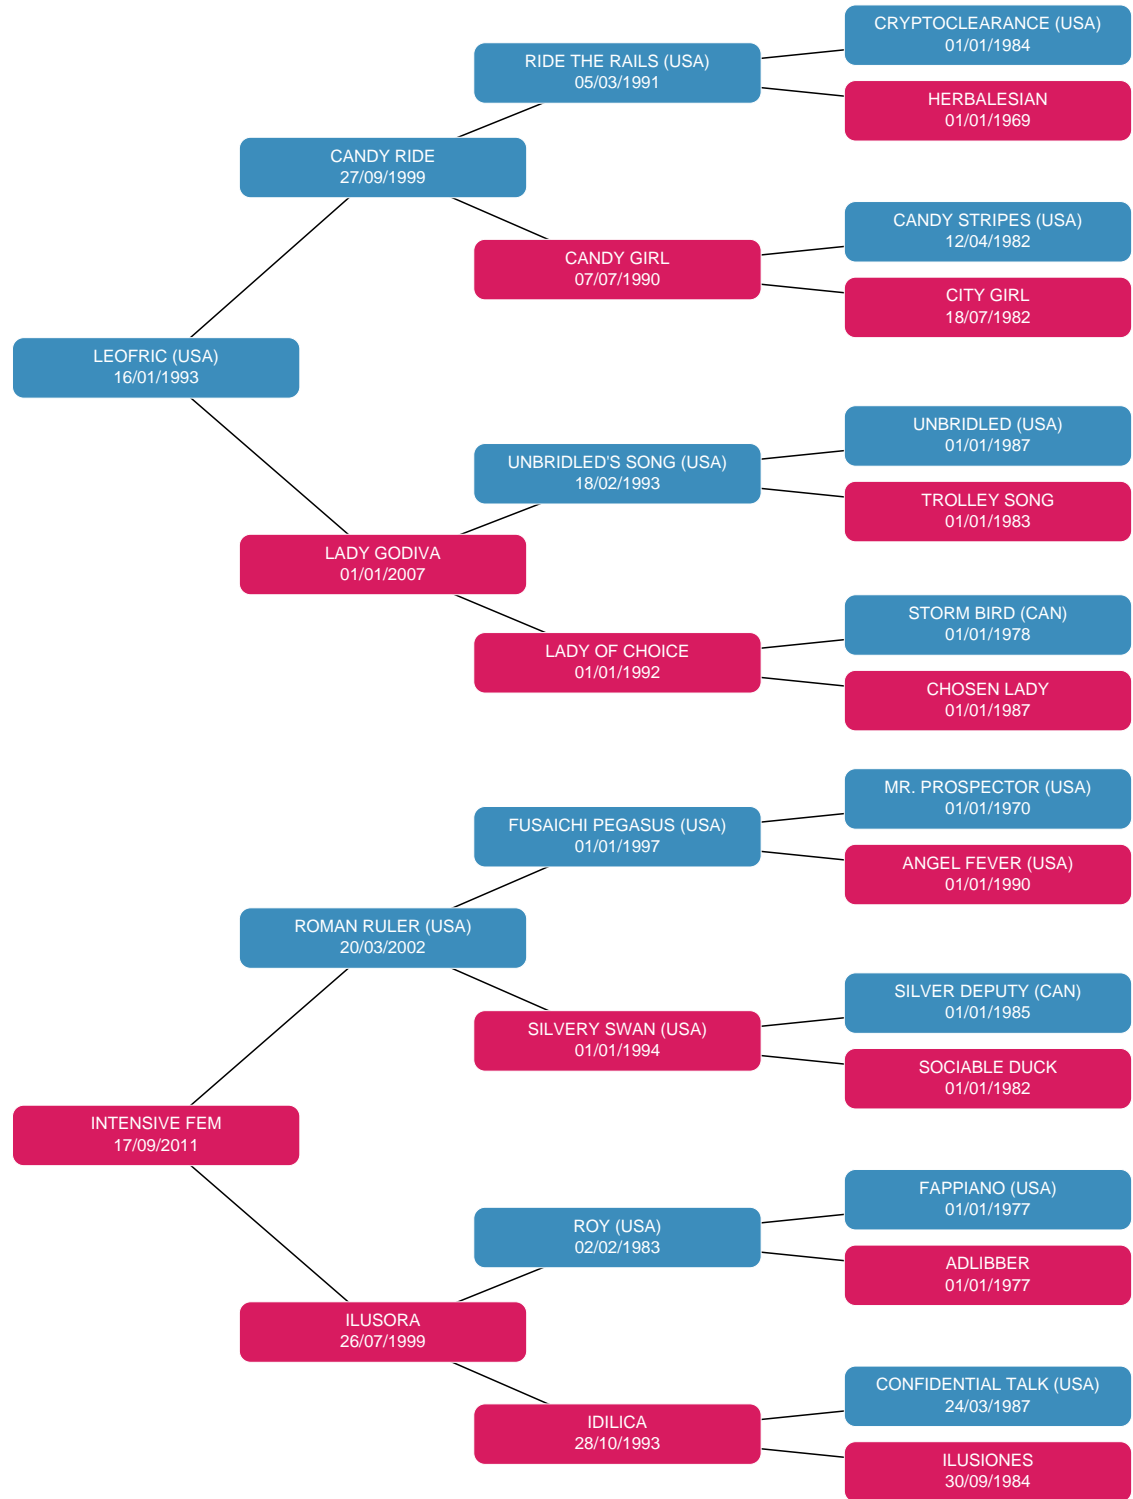 CRYPTOCLEARANCE (USA)
01/01/1984
RIDE THE RAILS (USA)
05/03/1991
HERBALESIAN
01/01/1969
CANDY RIDE
27/09/1999
CANDY STRIPES (USA)
12/04/1982
CANDY GIRL
07/07/1990
CITY GIRL
18/07/1982
LEOFRIC (USA)
16/01/1993
UNBRIDLED (USA)
01/01/1987
UNBRIDLED'S SONG (USA)
18/02/1993
TROLLEY SONG
01/01/1983
LADY GODIVA
01/01/2007
STORM BIRD (CAN)
01/01/1978
LADY OF CHOICE
01/01/1992
CHOSEN LADY
01/01/1987
MR. PROSPECTOR (USA)
01/01/1970
FUSAICHI PEGASUS (USA)
01/01/1997
ANGEL FEVER (USA)
01/01/1990
ROMAN RULER (USA)
20/03/2002
SILVER DEPUTY (CAN)
01/01/1985
SILVERY SWAN (USA)
01/01/1994
SOCIABLE DUCK
01/01/1982
INTENSIVE FEM
17/09/2011
FAPPIANO (USA)
01/01/1977
ROY (USA)
02/02/1983
ADLIBBER
01/01/1977
ILUSORA
26/07/1999
CONFIDENTIAL TALK (USA)
24/03/1987
IDILICA
28/10/1993
ILUSIONES
30/09/1984